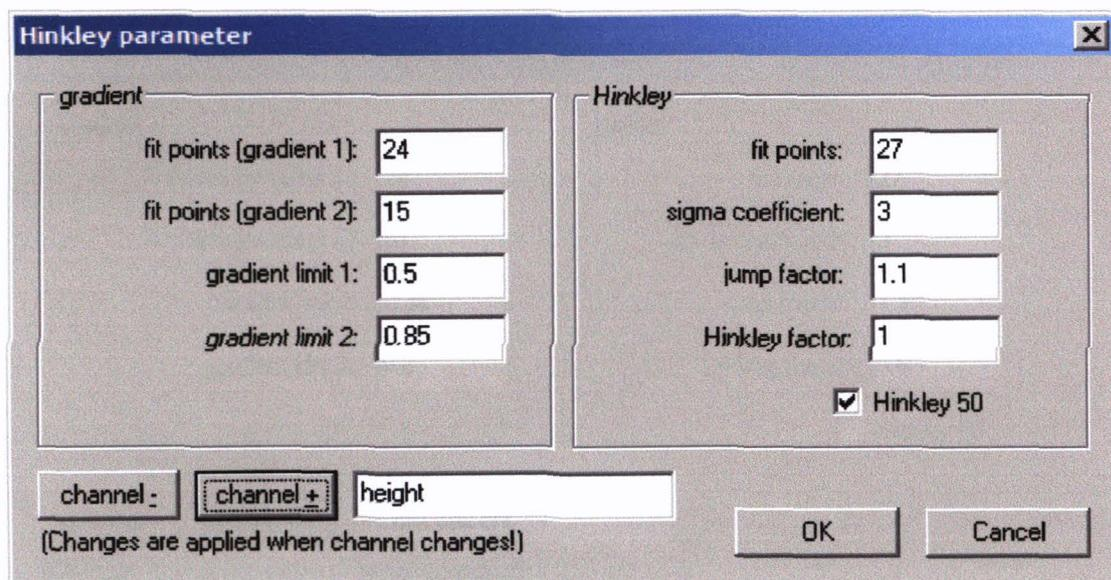 Hinkley parameter
gradient
fit points (gradient 1): 24
fit points (gradient 2): 15
gradient limit 1: 0.5
gradient limit 2: 0.85
Hinkley
fit points: 27
sigma coefficient: 3
jump factor: 1.1
Hinkley factor: 1
Hinkley 50
channel - channel + height
(Changes are applied when channel changes!)
OK Cancel